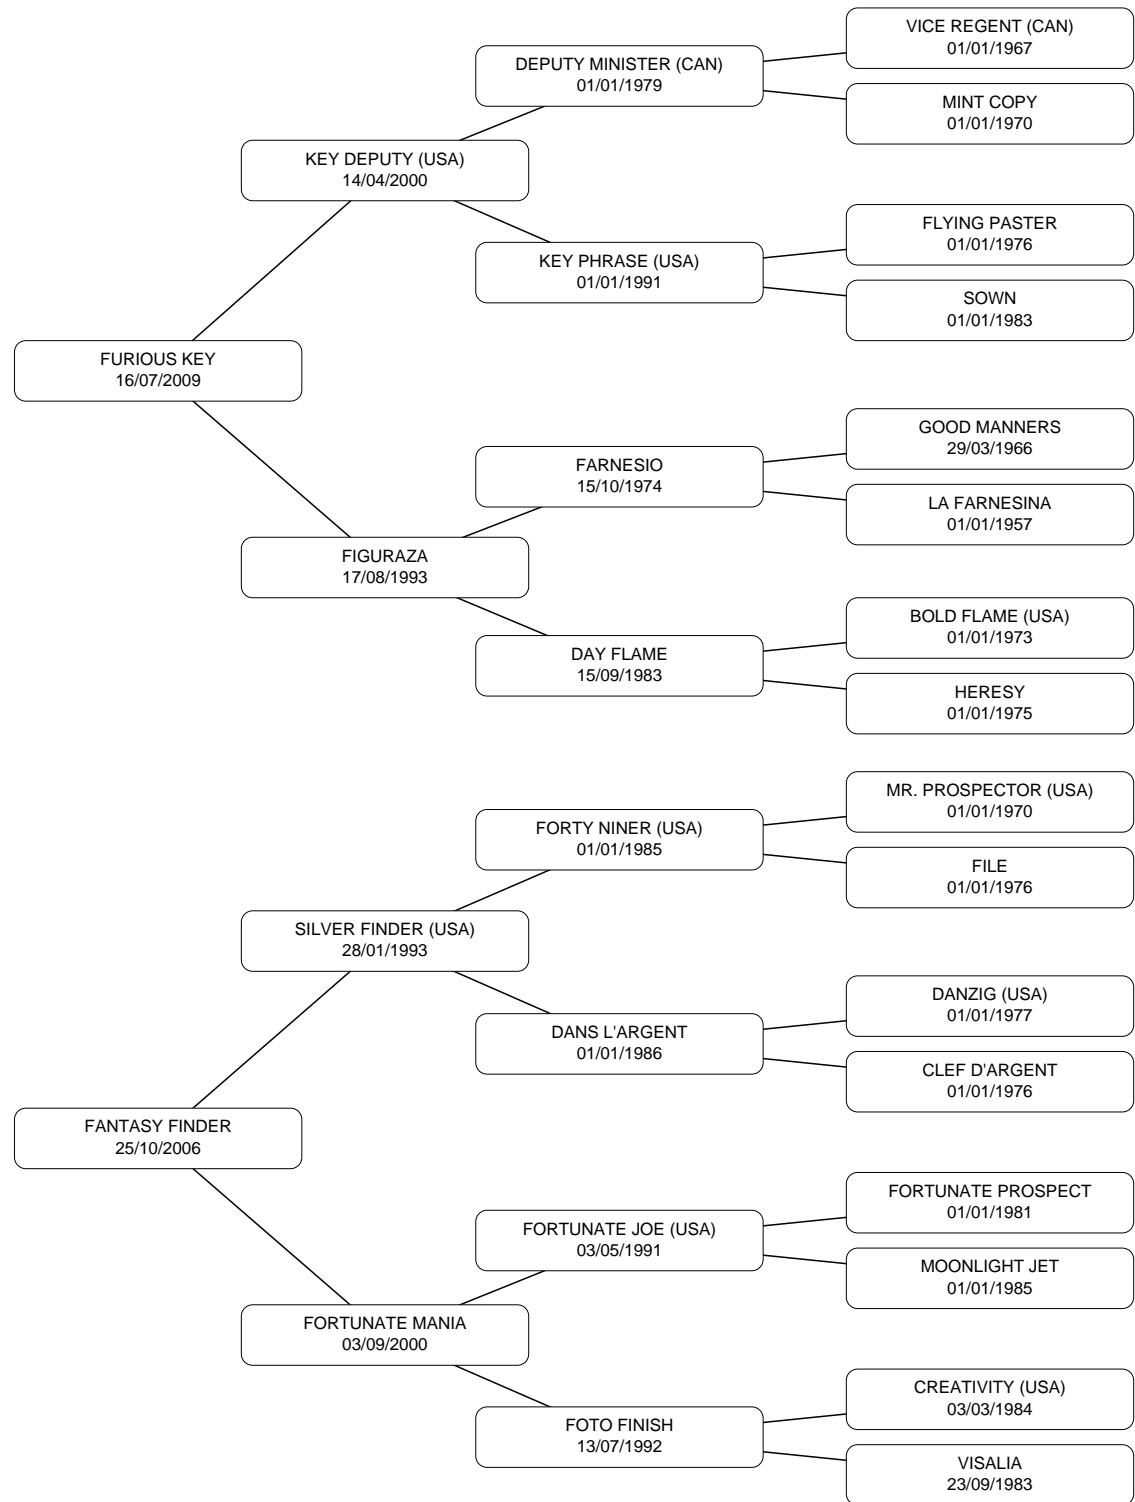 VICE REGENT (CAN)
01/01/1967
DEPUTY MINISTER (CAN)
01/01/1979
MINT COPY
01/01/1970
KEY DEPUTY (USA)
14/04/2000
FLYING PASTER
01/01/1976
KEY PHRASE (USA)
01/01/1991
SOWN
01/01/1983
FURIOUS KEY
16/07/2009
GOOD MANNERS
29/03/1966
FARNESIO
15/10/1974
LA FARNESINA
01/01/1957
FIGURAZA
17/08/1993
BOLD FLAME (USA)
01/01/1973
DAY FLAME
15/09/1983
HERESY
01/01/1975
MR. PROSPECTOR (USA)
01/01/1970
FORTY NINER (USA)
01/01/1985
FILE
01/01/1976
SILVER FINDER (USA)
28/01/1993
DANZIG (USA)
01/01/1977
DANS L'ARGENT
01/01/1986
CLEF D'ARGENT
01/01/1976
FANTASY FINDER
25/10/2006
FORTUNATE PROSPECT
01/01/1981
FORTUNATE JOE (USA)
03/05/1991
MOONLIGHT JET
01/01/1985
FORTUNATE MANIA
03/09/2000
CREATIVITY (USA)
03/03/1984
FOTO FINISH
13/07/1992
VISALIA
23/09/1983